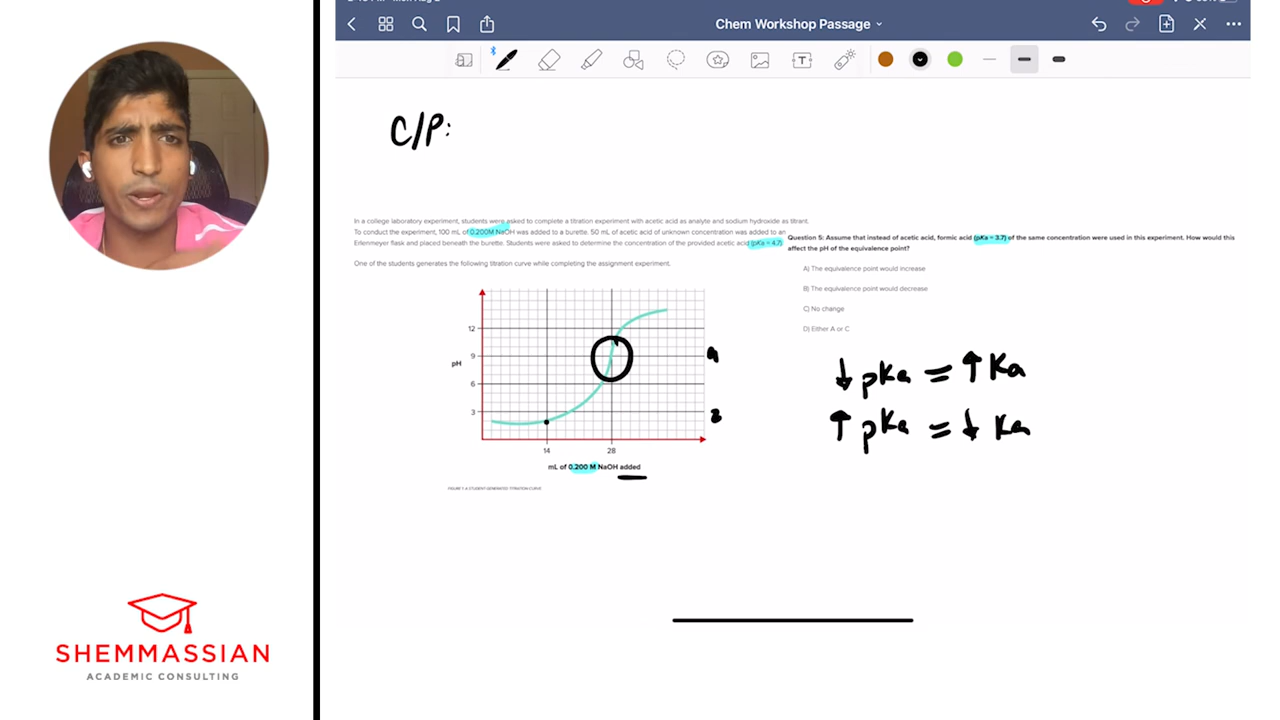 Chem Workshop Passage
C/P:
In a college laboratory experiment, students were asked to complete a titration experiment with acetic acid as analyte and sodium hydroxide as titrant.
To conduct the experiment, 100 mL of 0.200M NaOH was added to a burette. 50 mL of acetic acid of unknown concentration was added to an
Erlenmeyer flask and placed beneath the burette. Students were asked to determine the concentration of the provided acetic acid (pKa = 4.7)
One of the students generates the following titration curve while completing the assignment experiment.
12
9
6
3
pH
14
28
mL of 0.200 M NaOH added
FIGURE 1. A STUDENT-GENERATED TITRATION CURVE
Question 5: Assume that instead of acetic acid, formic acid (pKa = 3.7) of the same concentration were used in this experiment. How would this
affect the pH of the equivalence point?
A) The equivalence point would increase
B) The equivalence point would decrease
C) No change
D) Either A or C
↓ pKa = ↑ Ka
↑ pKa = ↓ Ka
SHEMMASSIAN
ACADEMIC CONSULTING